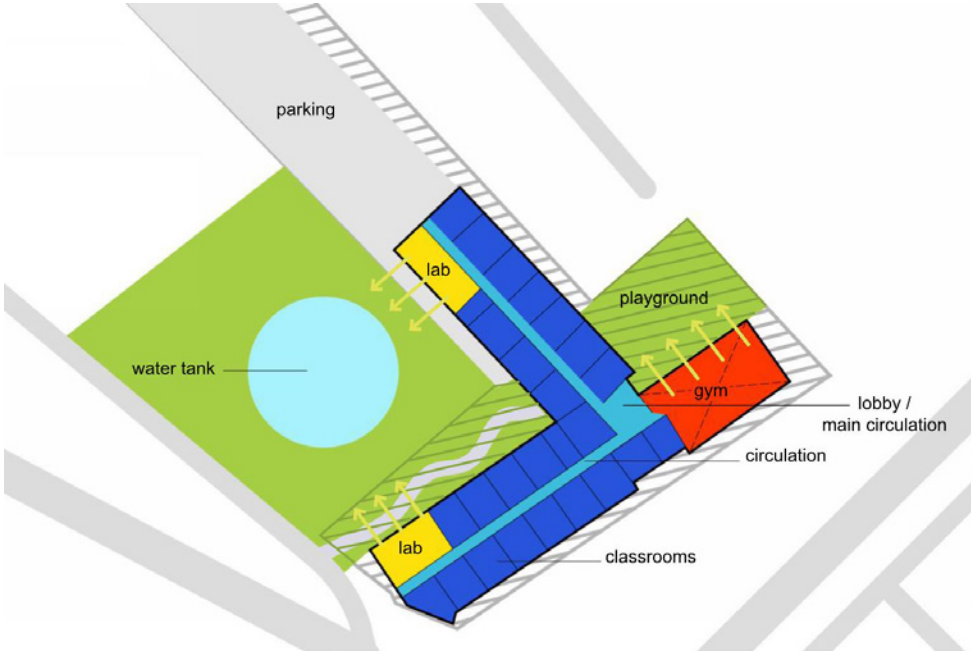 parking
lab
playground
water tank
gym
lobby /
main circulation
circulation
lab
classrooms